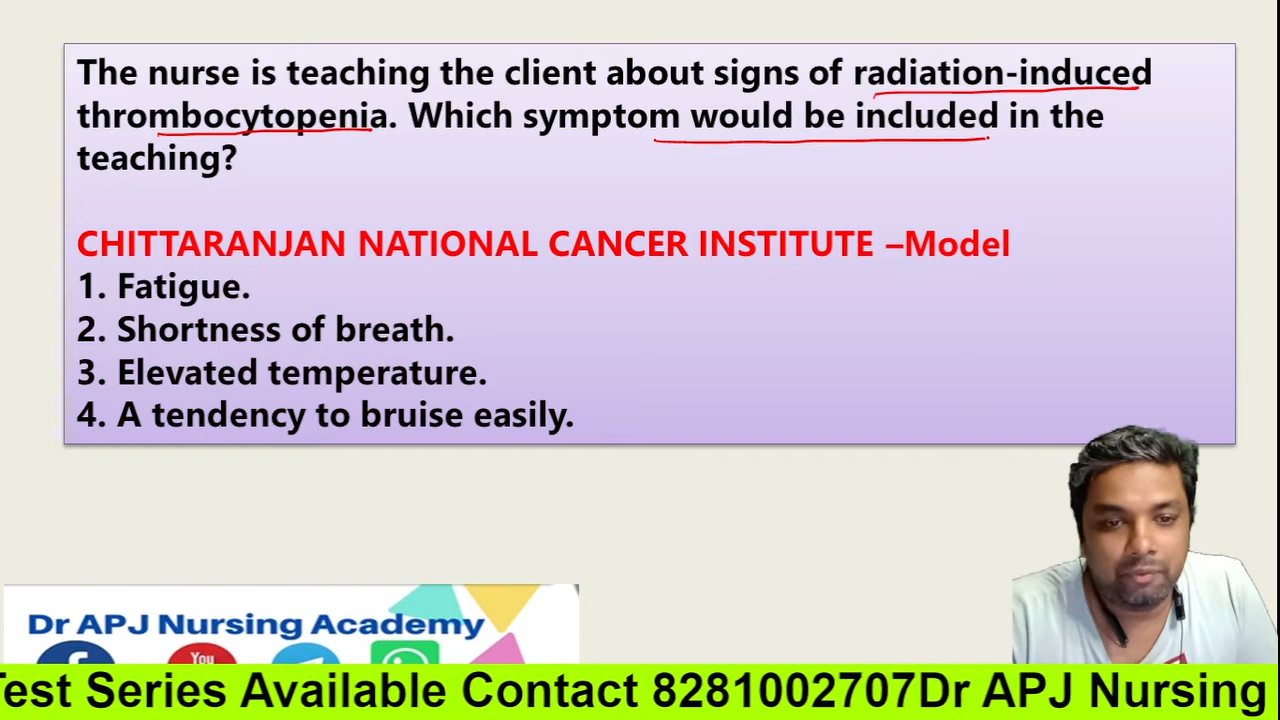 The nurse is teaching the client about signs of radiation-induced
thrombocytopenia. Which symptom would be included in the
teaching?
CHITTARANJAN NATIONAL CANCER INSTITUTE –Model
1. Fatigue.
2. Shortness of breath.
3. Elevated temperature.
4. A tendency to bruise easily.
Dr APJ Nursing Academy
You
Test Series Available Contact 8281002707Dr APJ Nursing